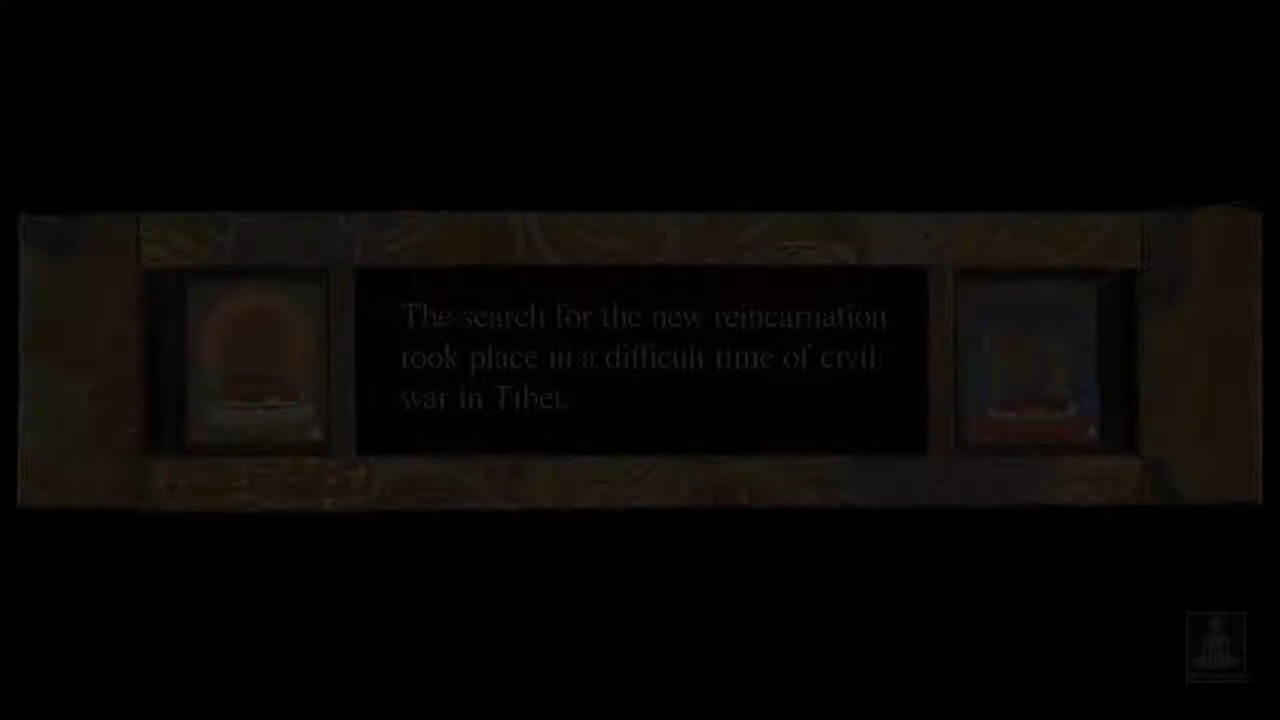 The search for the new reincarnation
took place in a difficult time of civil
war in Tibet.